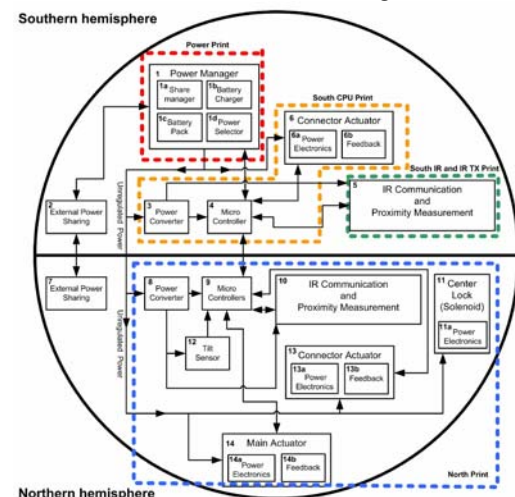 Southern hemisphere
Power Print
1
Power Manager
1a
Share
manager
1b
Battery
Charger
1c
Battery
Pack
1d
Power
Selector
South CPU Print
6
Connector Actuator
6a
Power
Electronics
6b
Feedback
South IR and IR TX Print
5
IR Communication
and
Proximity Measurement
2
External Power
Sharing
Unregulated Power
3
Power
Converter
4
Micro
Controller
7
External Power
Sharing
Unregulated Power
8
Power
Converter
9
Micro
Controllers
10
IR Communication
and
Proximity Measurement
11
Center
Lock
(Solenoid)
11a
Power
Electronics
12
Tilt
Sensor
13
Connector Actuator
13a
Power
Electronics
13b
Feedback
14
Main Actuator
14a
Power
Electronics
14b
Feedback
North Print
Northern hemisphere